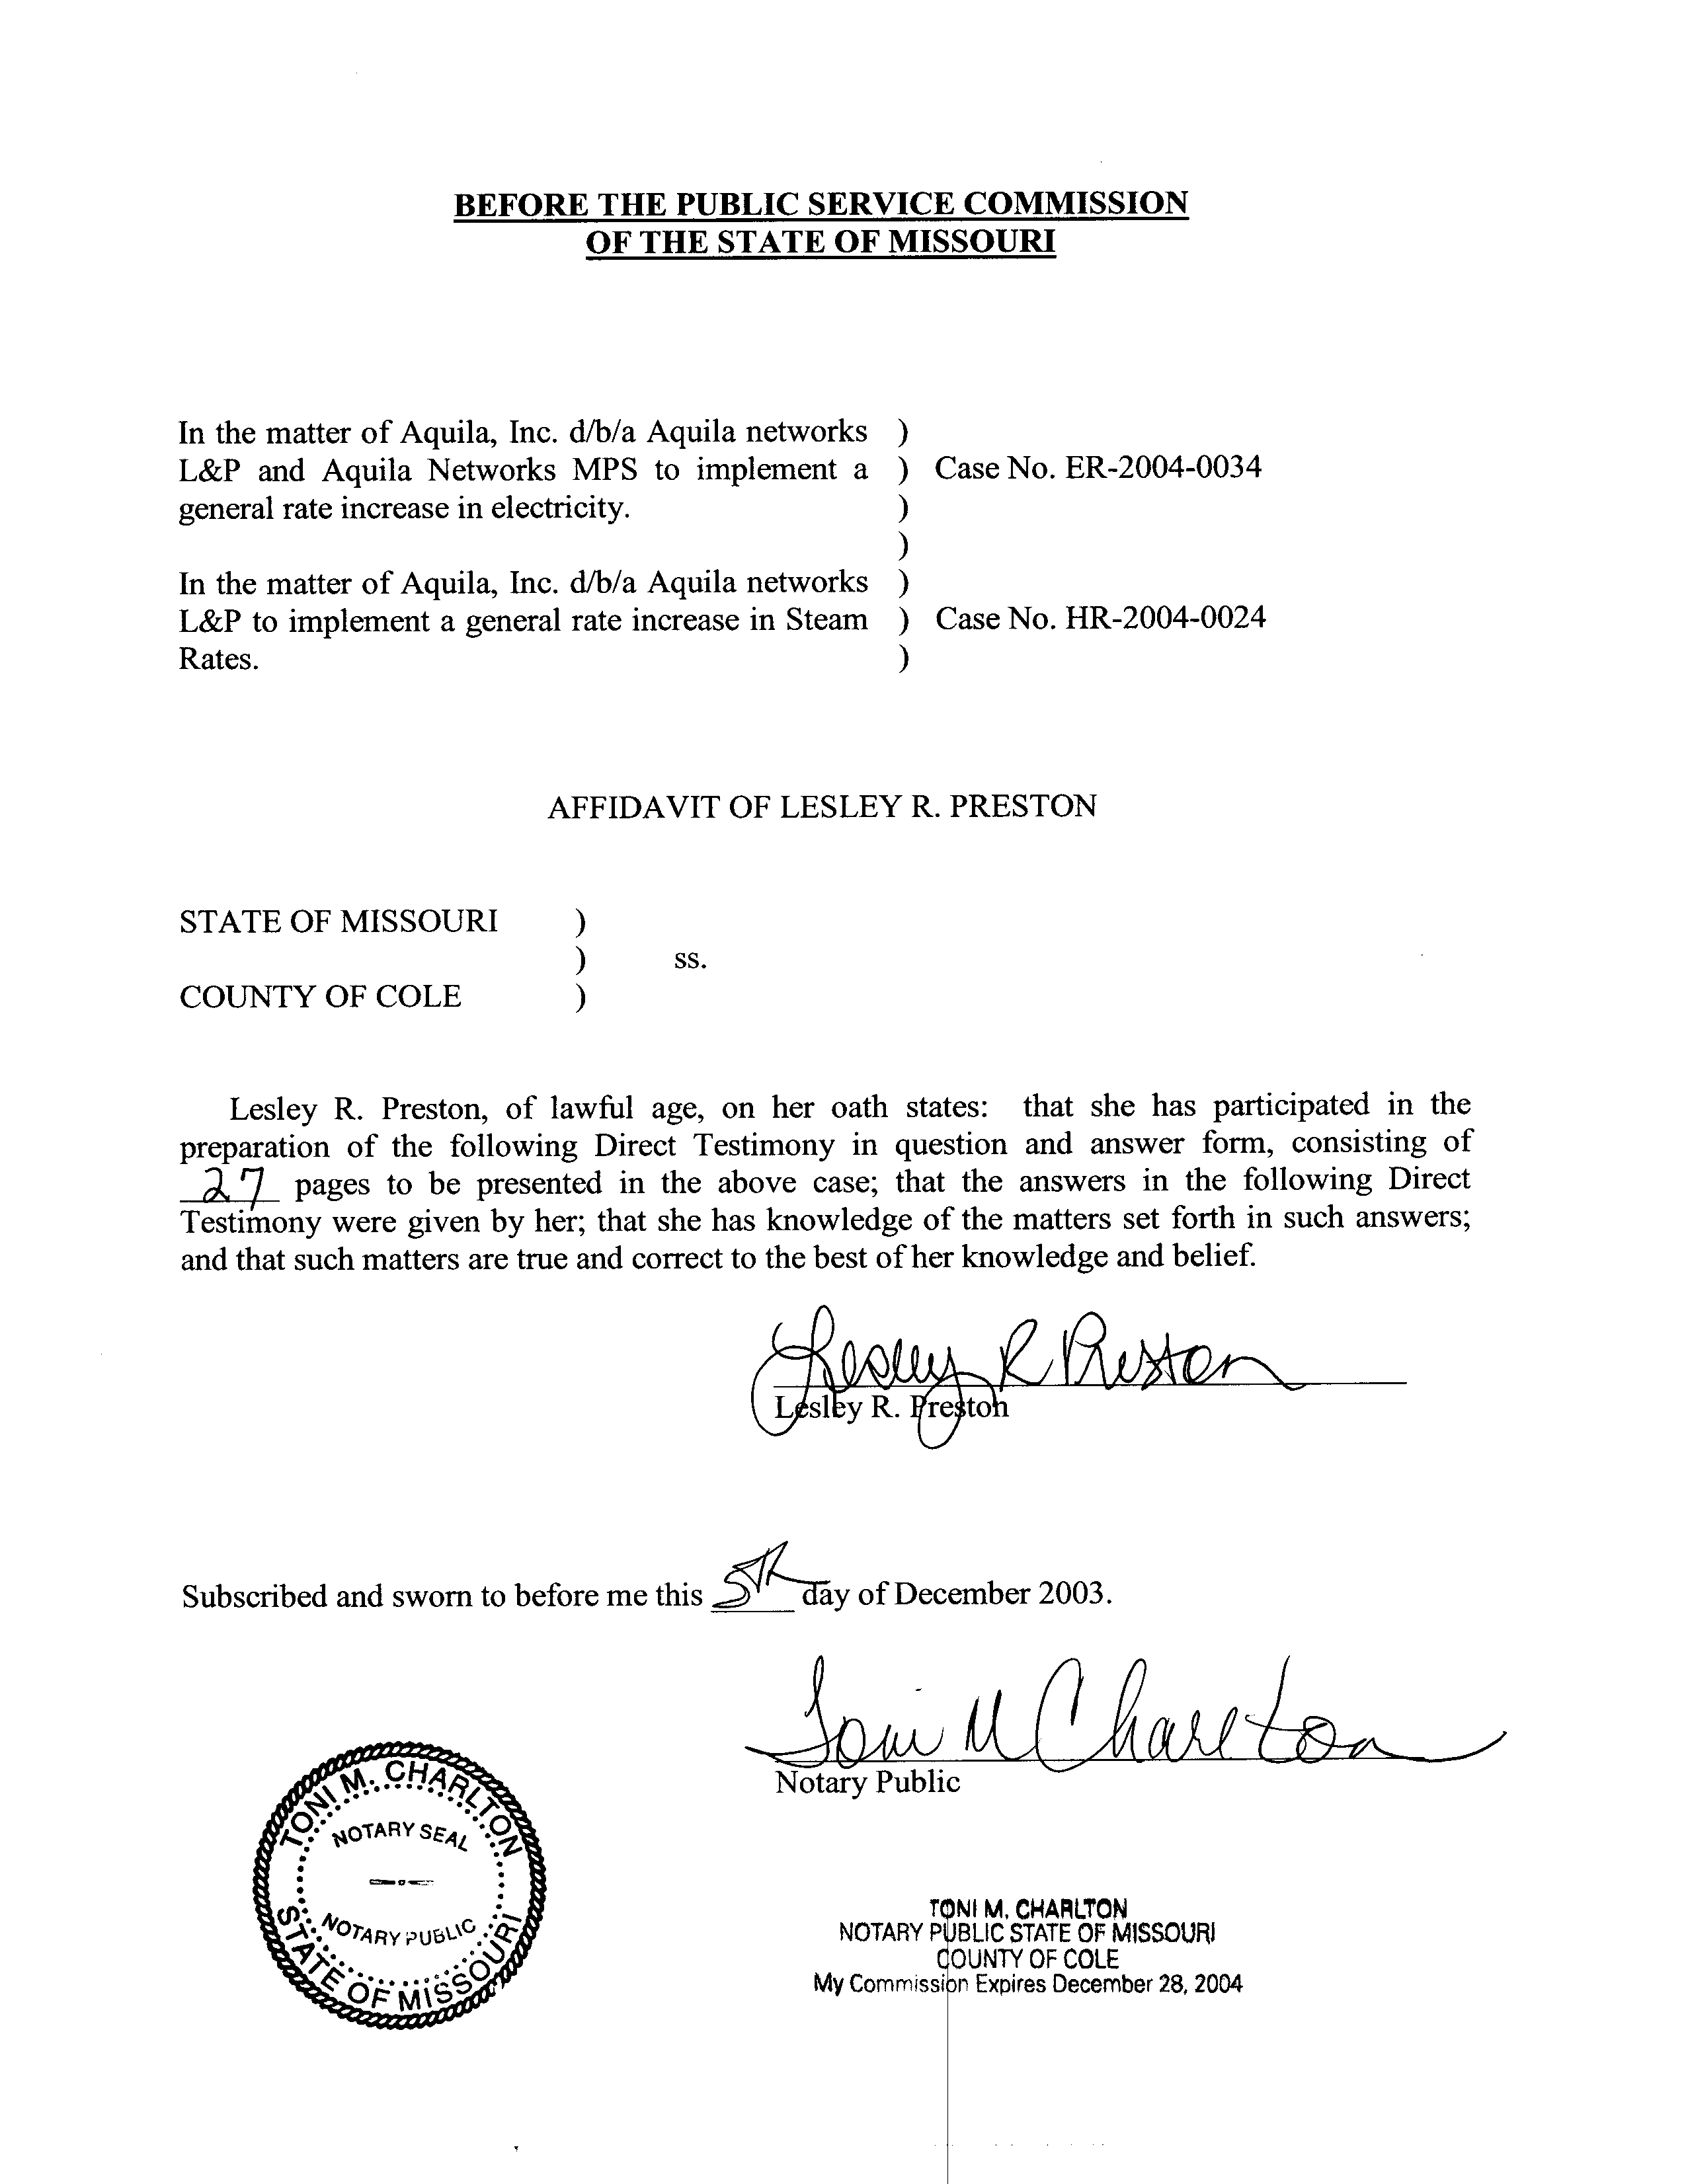 BEFORE THE PUBLIC SERVICE COMMISSION
OF THE STATE OF MISSOURI
In the matter of Aquila, Inc. d/b/a Aquila networks )
L&P and Aquila Networks MPS to implement a ) Case No. ER-2004-0034
general rate increase in electricity. )
)
In the matter of Aquila, Inc. d/b/a Aquila networks )
L&P to implement a general rate increase in Steam ) Case No. HR-2004-0024
Rates. )
AFFIDAVIT OF LESLEY R. PRESTON
STATE OF MISSOURI )
) ss.
COUNTY OF COLE )
Lesley R. Preston, of lawful age, on her oath states: that she has participated in the
preparation of the following Direct Testimony in question and answer form, consisting of
27 pages to be presented in the above case; that the answers in the following Direct
Testimony were given by her; that she has knowledge of the matters set forth in such answers;
and that such matters are true and correct to the best of her knowledge and belief.
Lesley R Preston
Lesley R. Preston
Subscribed and sworn to before me this 5th day of December 2003.
Toni M Charlton
Notary Public
TONI M. CHARLTON
NOTARY SEAL
NOTARY PUBLIC
STATE OF MISSOURI
TONI M. CHARLTON
NOTARY PUBLIC STATE OF MISSOURI
COUNTY OF COLE
My Commission Expires December 28, 2004